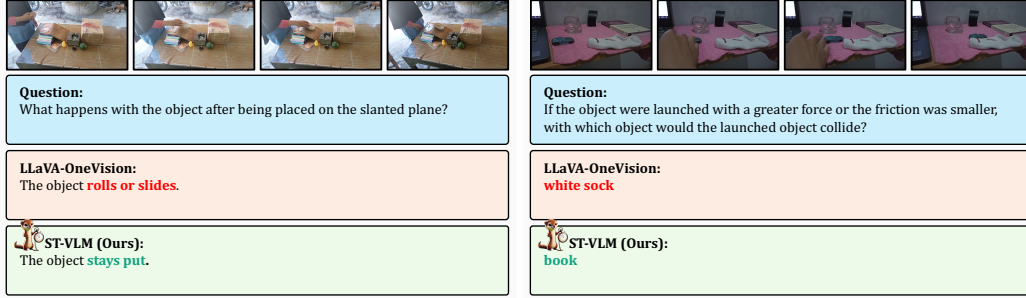 Question:
What happens with the object after being placed on the slanted plane?
LLaVA-OneVision:
The object rolls or slides.
ST-VLM (Ours):
The object stays put.
Question:
If the object were launched with a greater force or the friction was smaller,
with which object would the launched object collide?
LLaVA-OneVision:
white sock
ST-VLM (Ours):
book